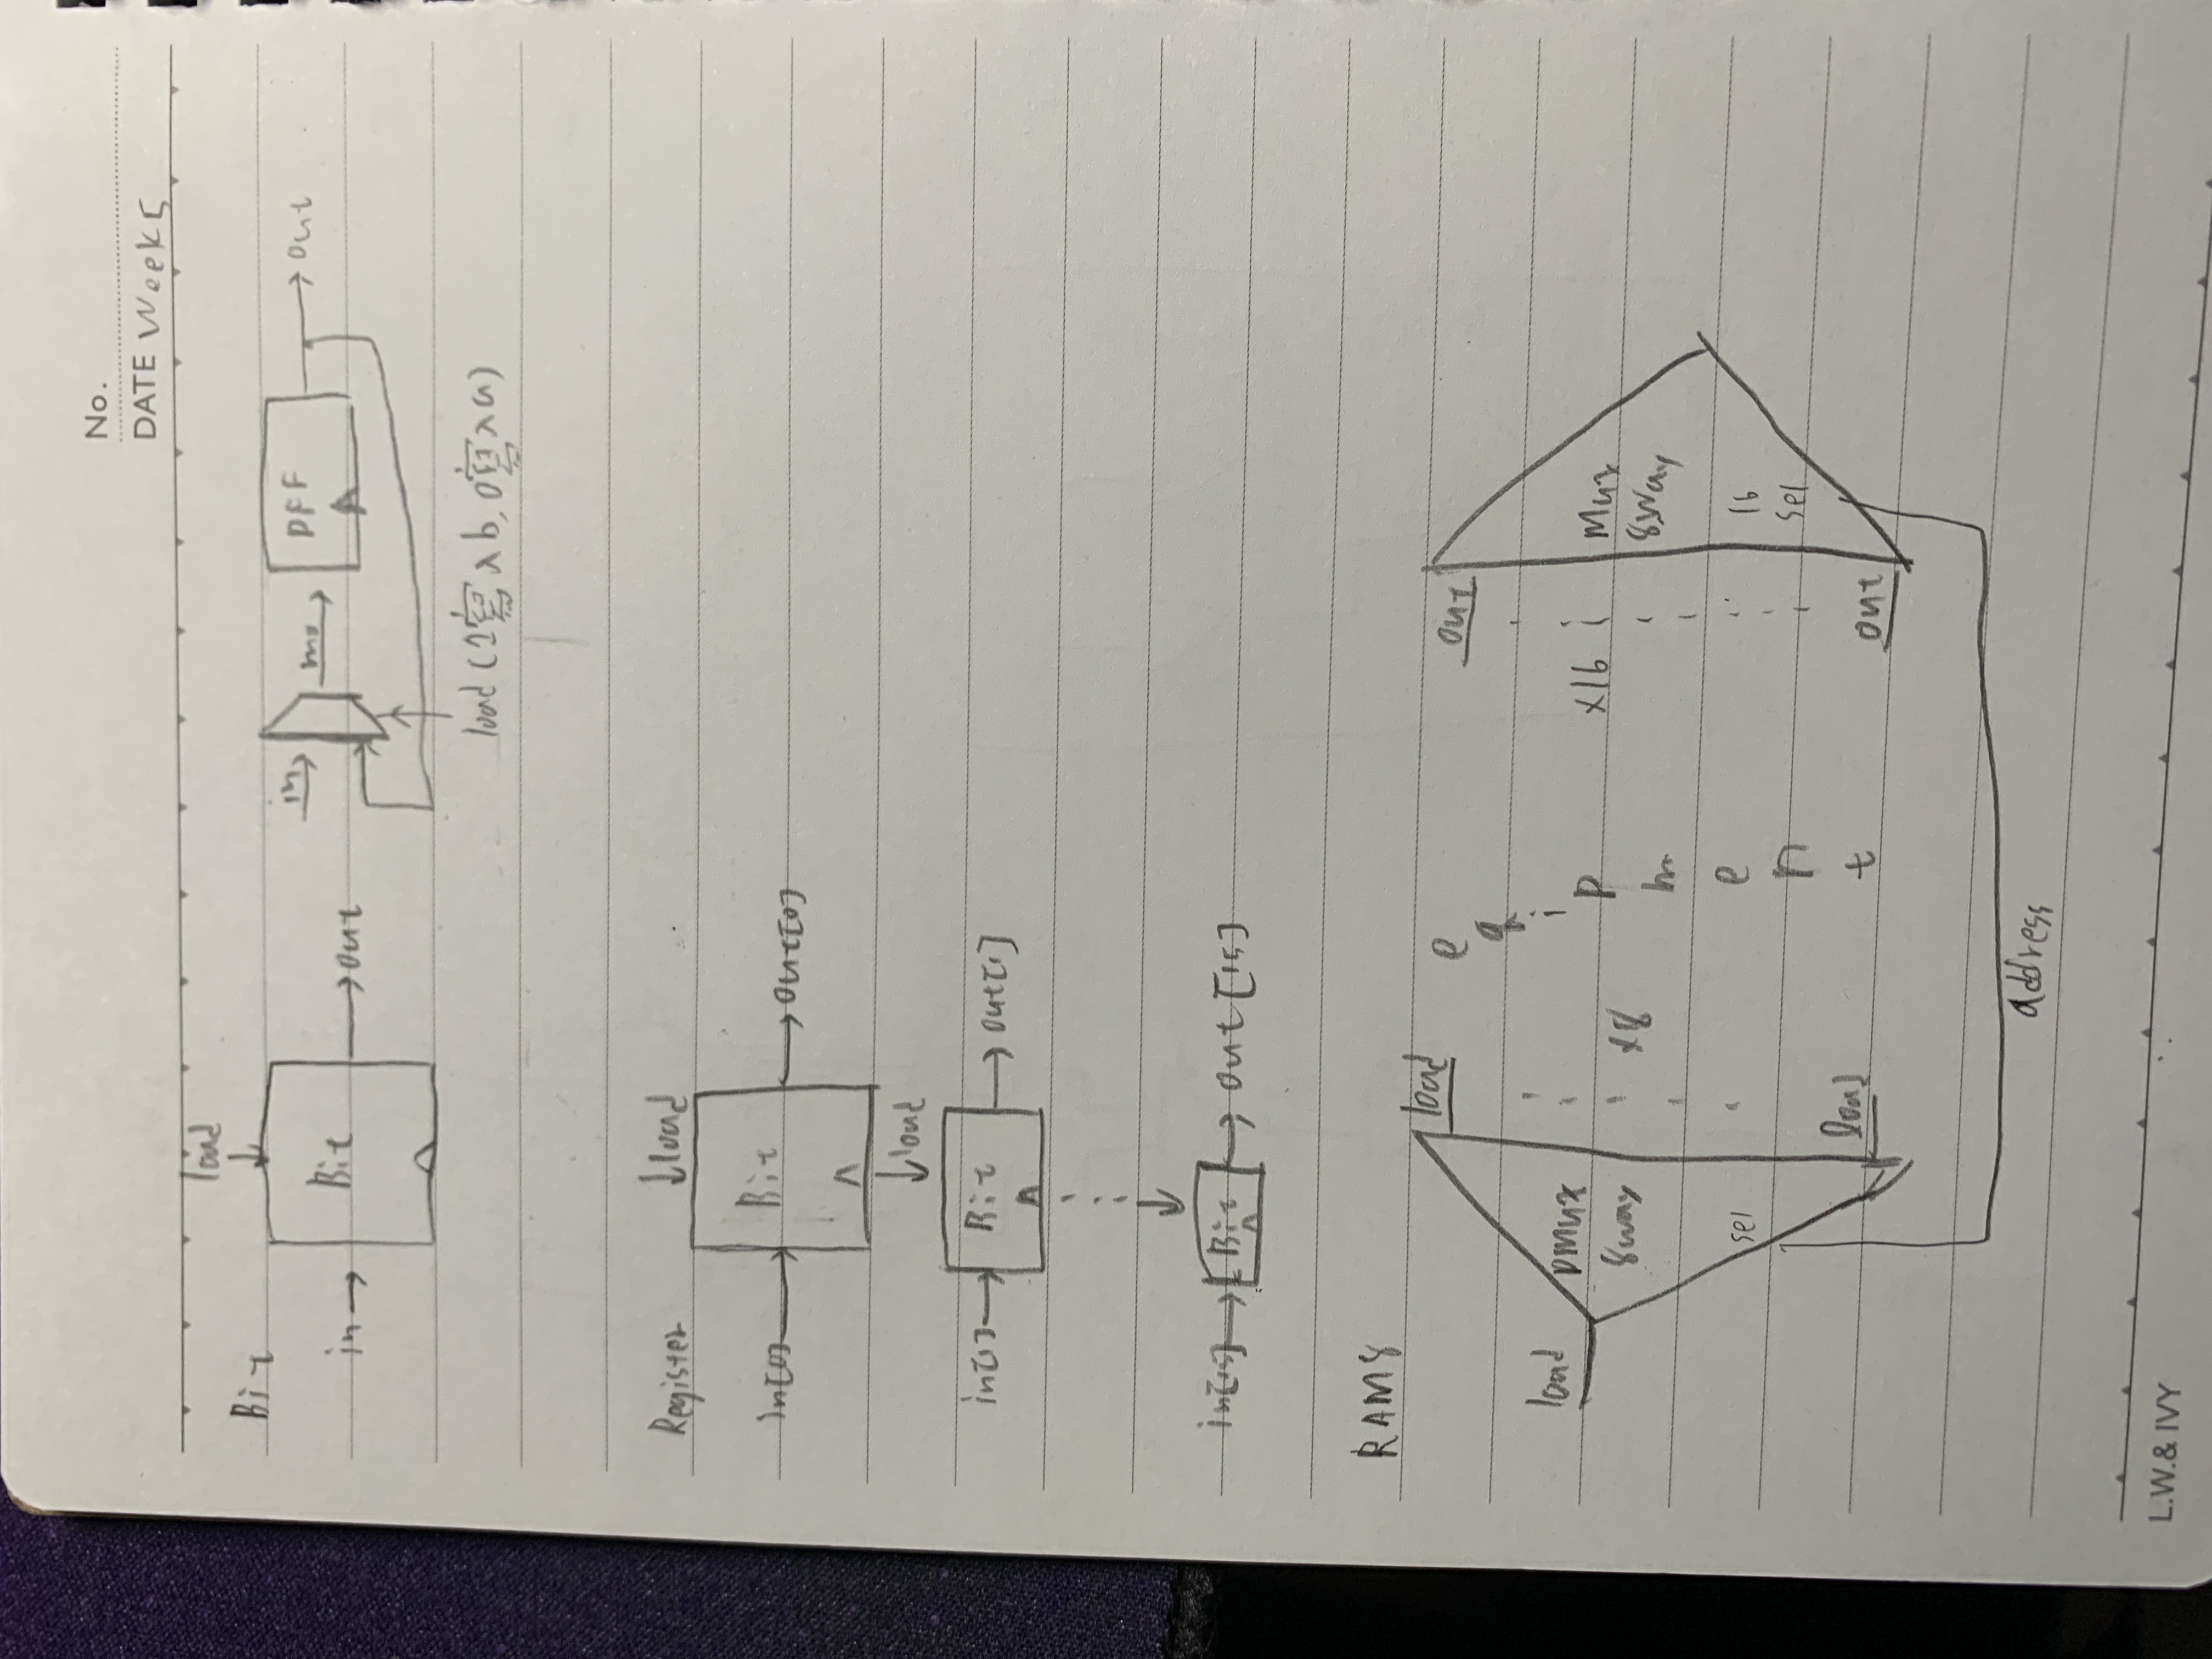 No.
DATE Week5
load
Bit
Bit
in
out
in
mo
DFF
out
load (1寫入b, 0寫入a)
Register
load
in[0]
Bit
out[0]
load
in[1]
Bit
out[1]
in[15]
Bit
out[15]
RAM8
load
e
out
q
i
load
DMux
p
x16
Mux
8way
x8
m
8Way
sel
e
16
n
sel
load
t
out
address
L.W.& IVY